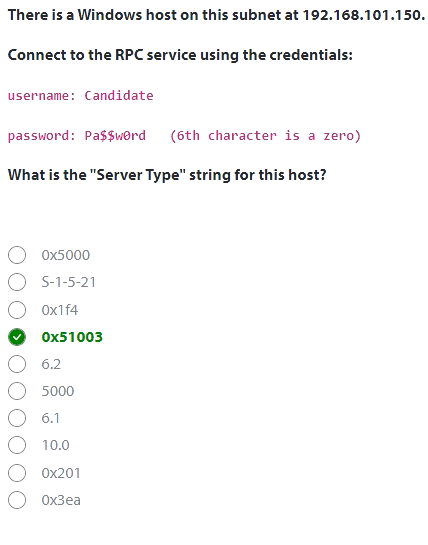 There is a Windows host on this subnet at 192.168.101.150.
Connect to the RPC service using the credentials:
username: Candidate
password: Pa$$w0rd (6th character is a zero)
What is the "Server Type" string for this host?
0x5000
S-1-5-21
0x1f4
0x51003
6.2
5000
6.1
10.0
0x201
0x3ea